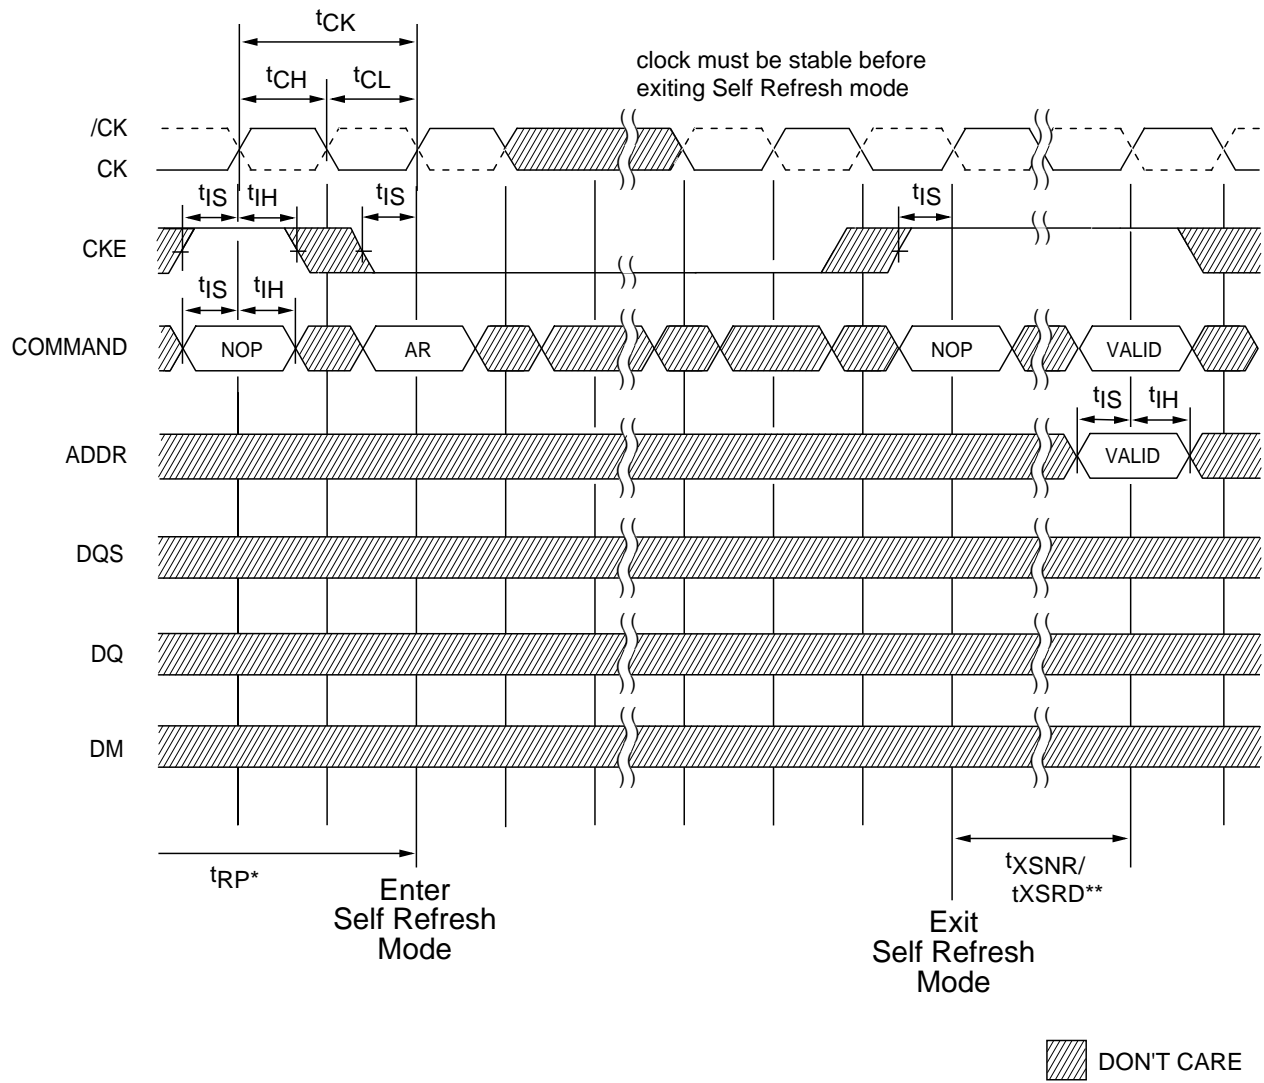 tCK
clock must be stable before
exiting Self Refresh mode
tCH
tCL
/CK
CK
tIS
tIH
tIS
tIS
CKE
tIS
tIH
COMMAND
NOP
AR
NOP
VALID
tIS
tIH
ADDR
VALID
DQS
DQ
DM
tRP*
Enter
Self Refresh
Mode
tXSNR/
tXSRD**
Exit
Self Refresh
Mode
DON'T CARE